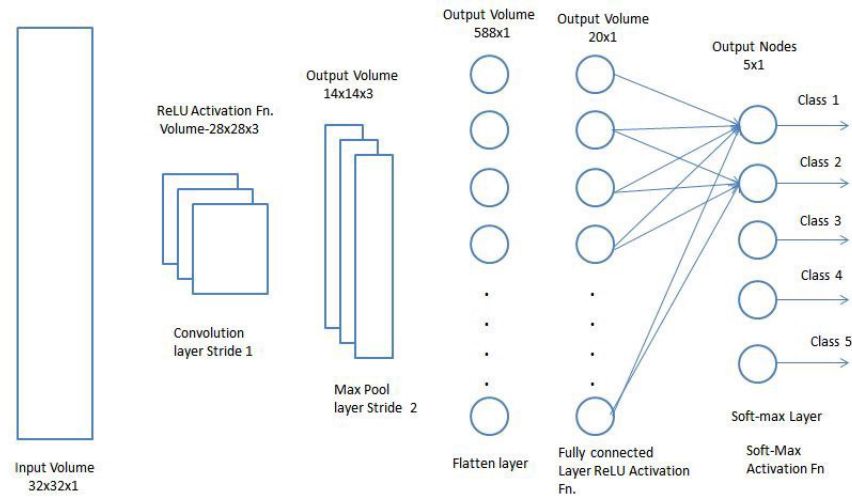 Input Volume
32x32x1
ReLU Activation Fn.
Volume-28x28x3
Convolution
layer Stride 1
Output Volume
14x14x3
Max Pool
layer Stride 2
Output Volume
588x1
Flatten layer
Output Volume
20x1
Fully connected
Layer ReLU Activation
Fn.
Output Nodes
5x1
Class 1
Class 2
Class 3
Class 4
Class 5
Soft-max Layer
Soft-Max
Activation Fn